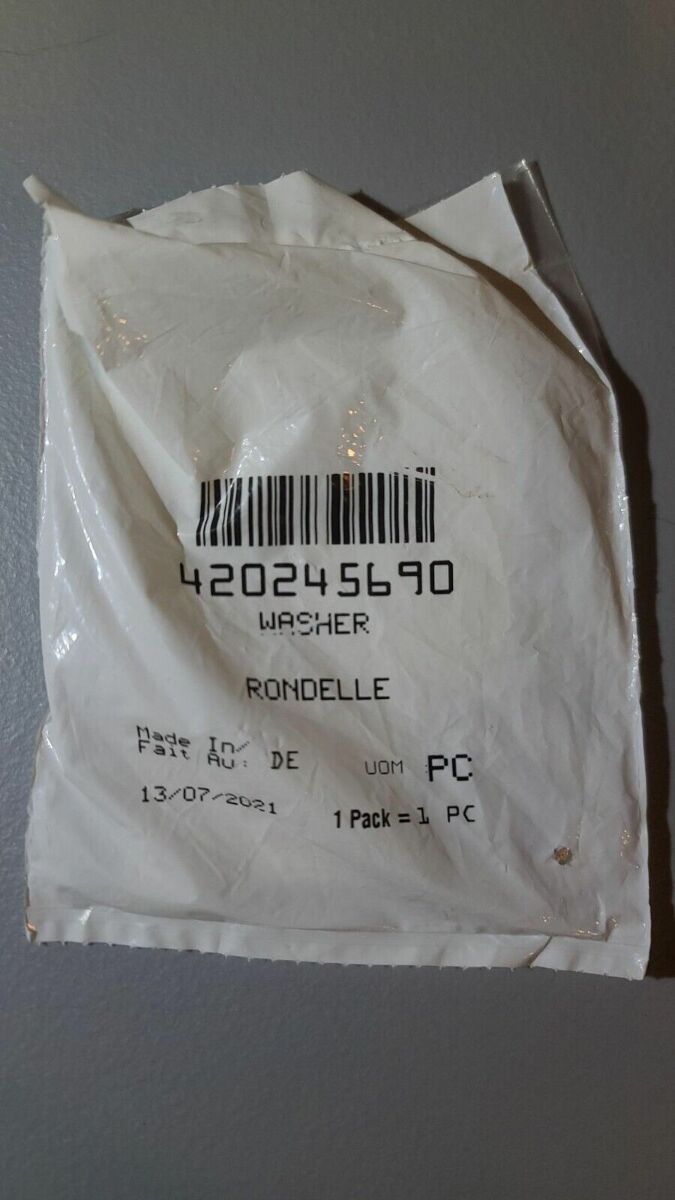 420245690
WASHER
RONDELLE
Made In/
Fait Au: DE
UOM PC
13/07/2021
1 Pack = 1 PC